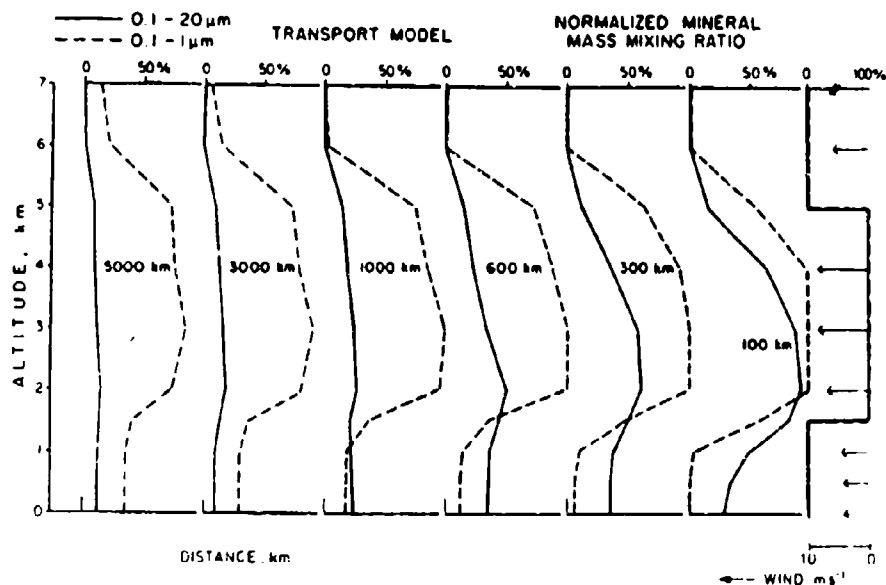 0.1 - 20 µm
0.1 - 1 µm
TRANSPORT MODEL
NORMALIZED MINERAL
MASS MIXING RATIO
0 50% 0 50% 0 50% 0 50% 0 50% 0 50% 0 100%
7
6
5
4
3
2
1
0
ALTITUDE, km
5000 km
3000 km
1000 km
600 km
300 km
100 km
DISTANCE, km
10 0
WIND ms⁻¹